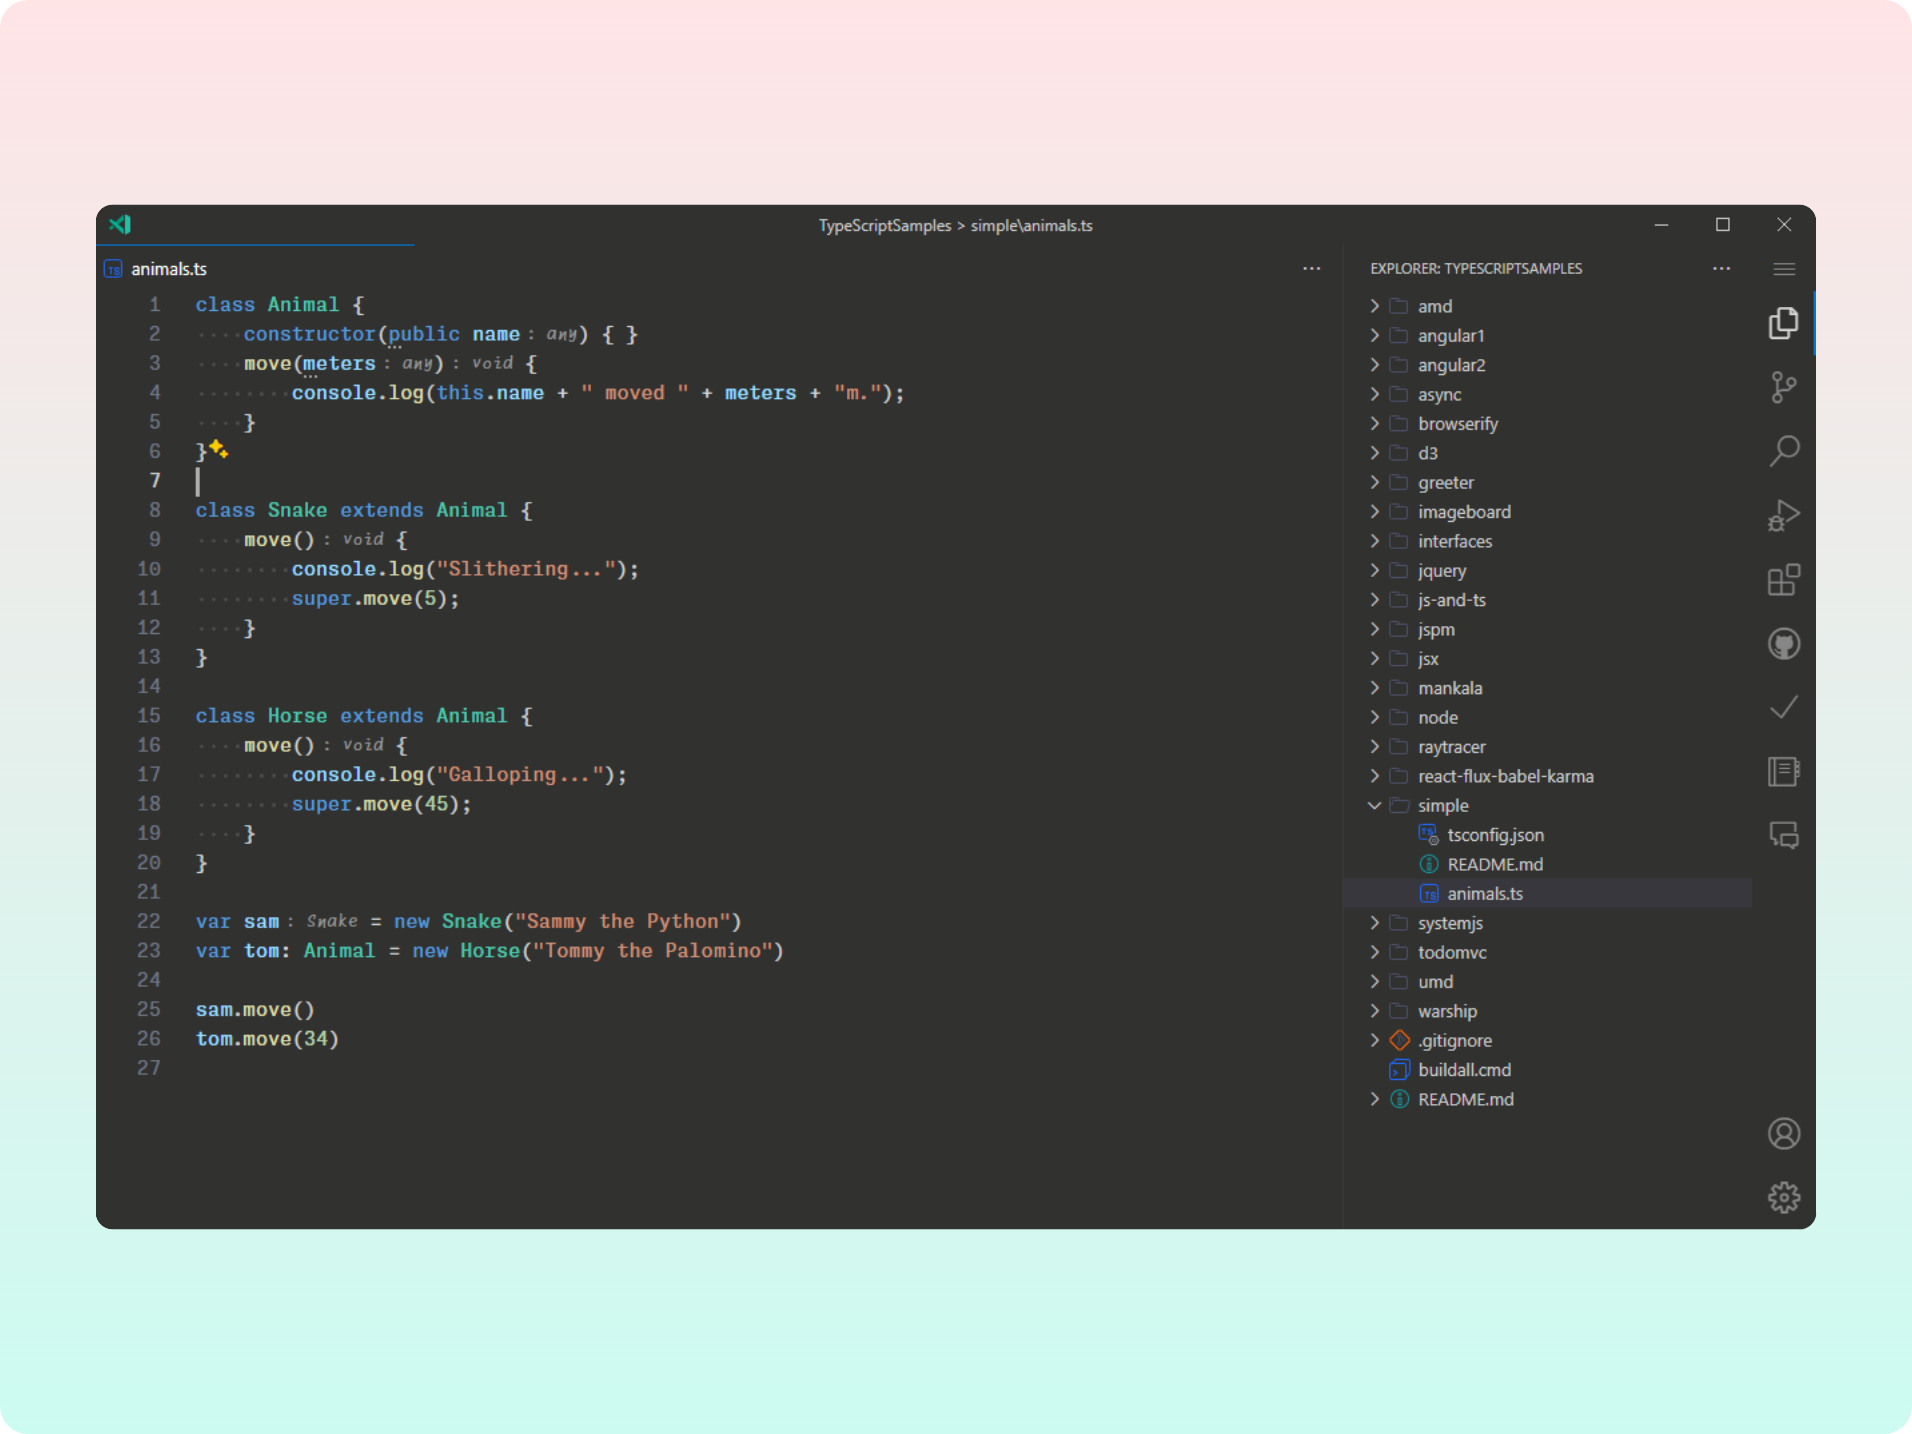 TypeScriptSamples > simple\animals.ts
TS animals.ts
1 class Animal {
2 ····constructor(public name: any) { }
3 ····move(meters: any): void {
4 ········console.log(this.name + " moved " + meters + "m.");
5 ····}
6 }
7
8 class Snake extends Animal {
9 ····move(): void {
10 ········console.log("Slithering...");
11 ········super.move(5);
12 ····}
13 }
14
15 class Horse extends Animal {
16 ····move(): void {
17 ········console.log("Galloping...");
18 ········super.move(45);
19 ····}
20 }
21
22 var sam: Snake = new Snake("Sammy the Python")
23 var tom: Animal = new Horse("Tommy the Palomino")
24
25 sam.move()
26 tom.move(34)
27
EXPLORER: TYPESCRIPTSAMPLES
amd
angular1
angular2
async
browserify
d3
greeter
imageboard
interfaces
jquery
js-and-ts
jspm
jsx
mankala
node
raytracer
react-flux-babel-karma
simple
TS tsconfig.json
README.md
TS animals.ts
systemjs
todomvc
umd
warship
.gitignore
buildall.cmd
README.md